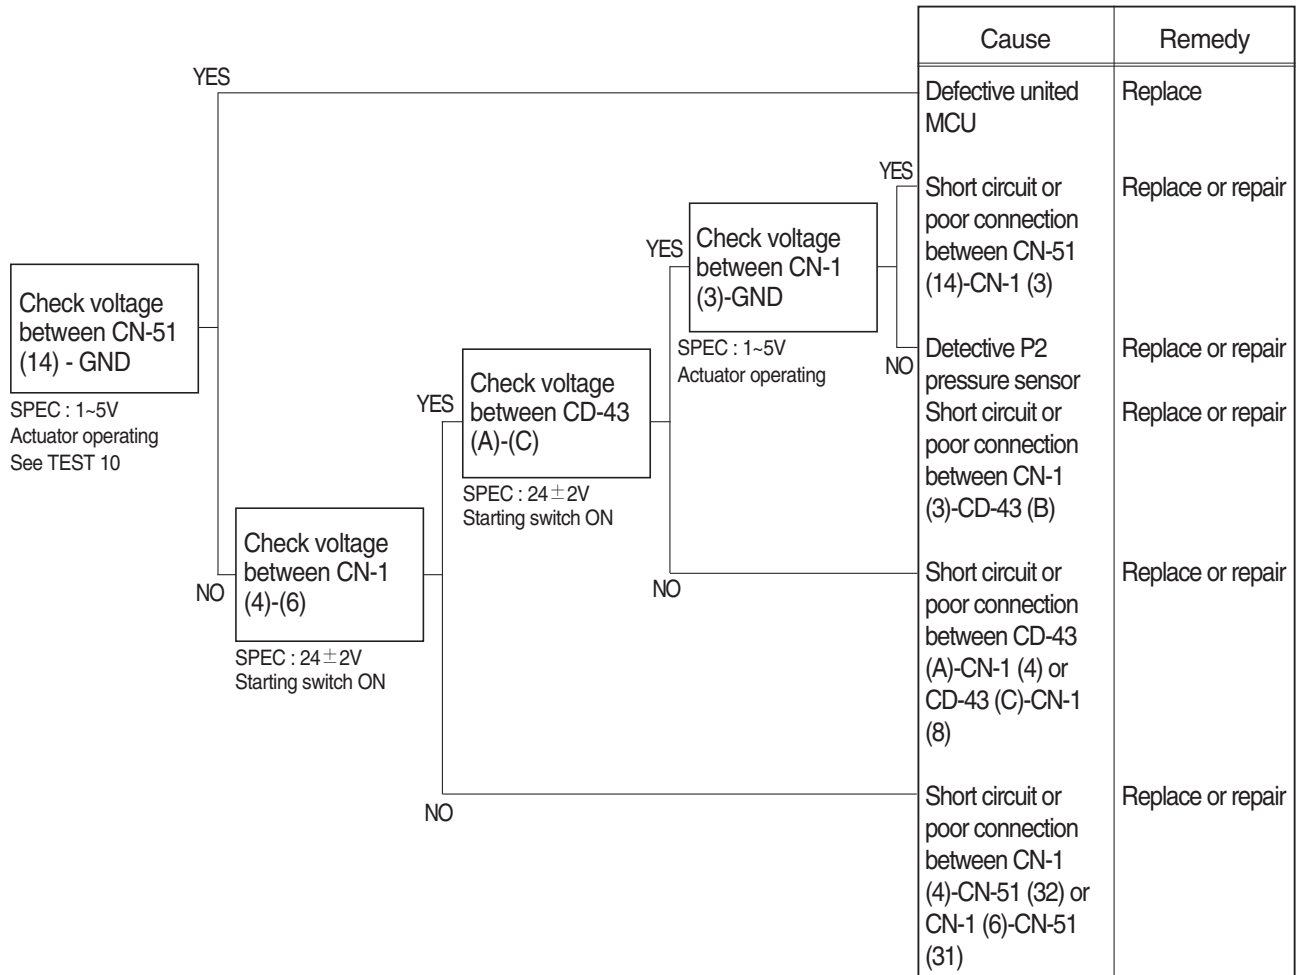 Cause
Remedy
YES
Defective united
MCU
Replace
YES
Short circuit or
poor connection
between CN-51
(14)-CN-1 (3)
Replace or repair
YES
Check voltage
between CN-1
(3)-GND
SPEC : 1~5V
Actuator operating
NO
Detective P2
pressure sensor
Replace or repair
Short circuit or
poor connection
between CN-1
(3)-CD-43 (B)
Replace or repair
Check voltage
between CN-51
(14) - GND
SPEC : 1~5V
Actuator operating
See TEST 10
YES
Check voltage
between CD-43
(A)-(C)
SPEC : 24±2V
Starting switch ON
NO
Short circuit or
poor connection
between CD-43
(A)-CN-1 (4) or
CD-43 (C)-CN-1
(8)
Replace or repair
NO
Check voltage
between CN-1
(4)-(6)
SPEC : 24±2V
Starting switch ON
NO
Short circuit or
poor connection
between CN-1
(4)-CN-51 (32) or
CN-1 (6)-CN-51
(31)
Replace or repair